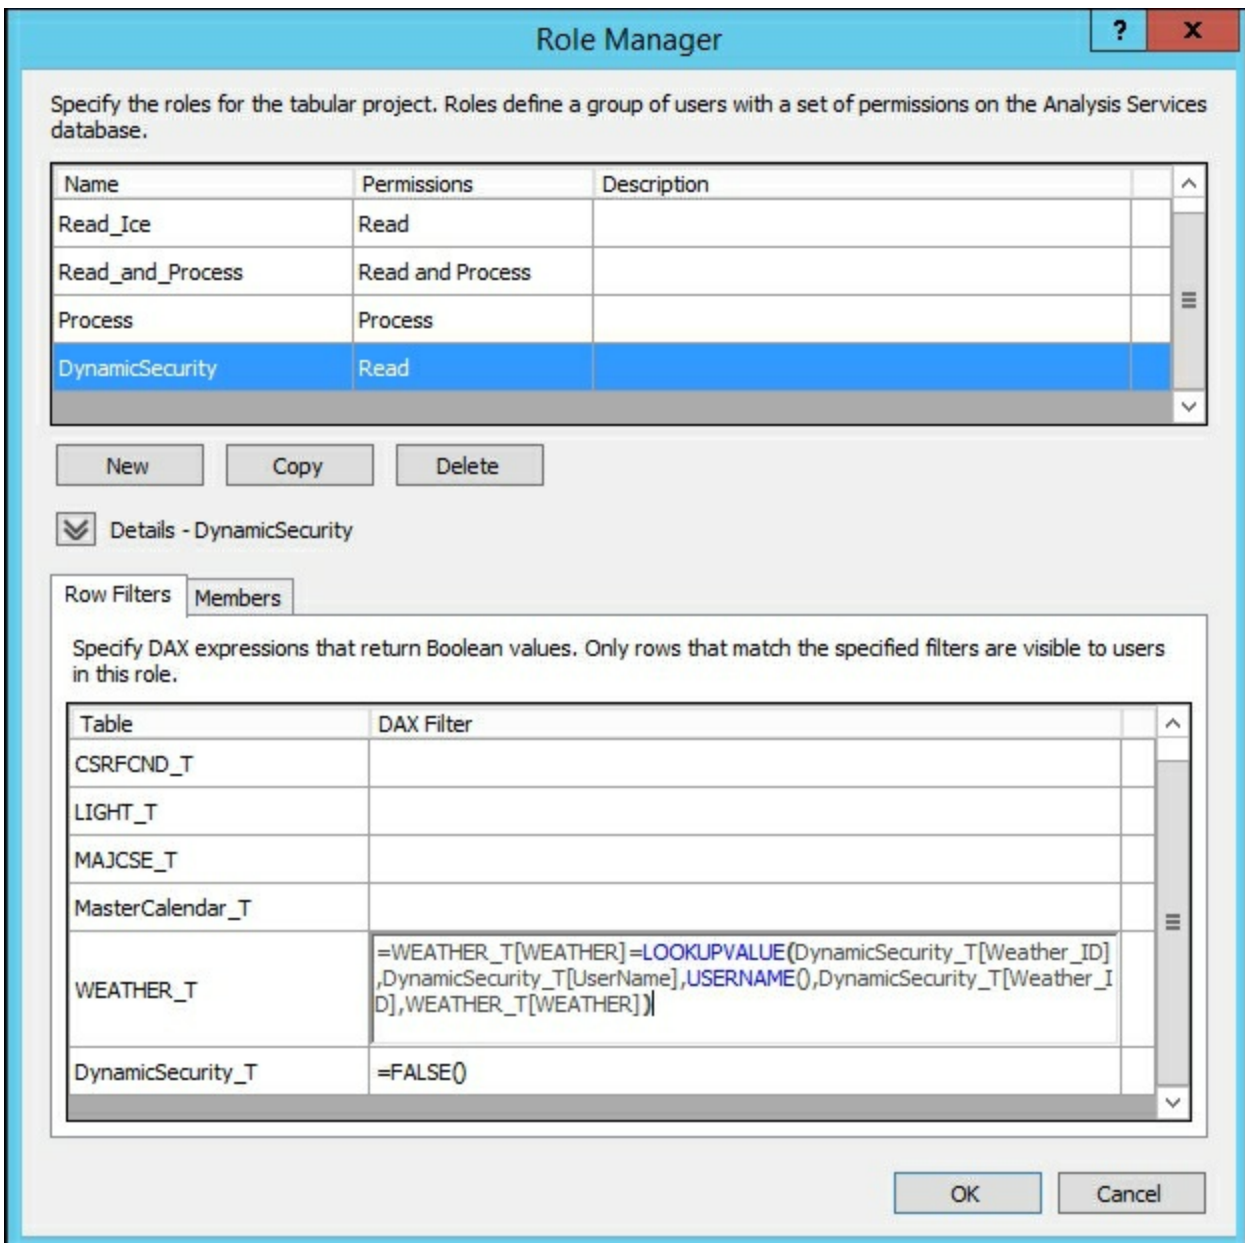 Role Manager
?
x
Specify the roles for the tabular project. Roles define a group of users with a set of permissions on the Analysis Services
database.
Name Permissions Description
Read_Ice Read
Read_and_Process Read and Process
Process Process
DynamicSecurity Read
New Copy Delete
Details - DynamicSecurity
Row Filters Members
Specify DAX expressions that return Boolean values. Only rows that match the specified filters are visible to users
in this role.
Table DAX Filter
CSRFCND_T
LIGHT_T
MAJCSE_T
MasterCalendar_T
WEATHER_T
=WEATHER_T[WEATHER]=LOOKUPVALUE(DynamicSecurity_T[Weather_ID]
,DynamicSecurity_T[UserName],USERNAME(),DynamicSecurity_T[Weather_I
D],WEATHER_T[WEATHER])
DynamicSecurity_T =FALSE()
OK Cancel